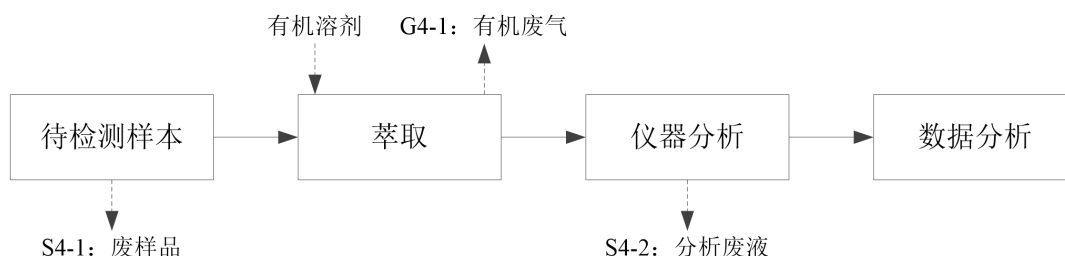 有机溶剂
G4-1：有机废气
待检测样本
萃取
仪器分析
数据分析
S4-1：废样品
S4-2：分析废液